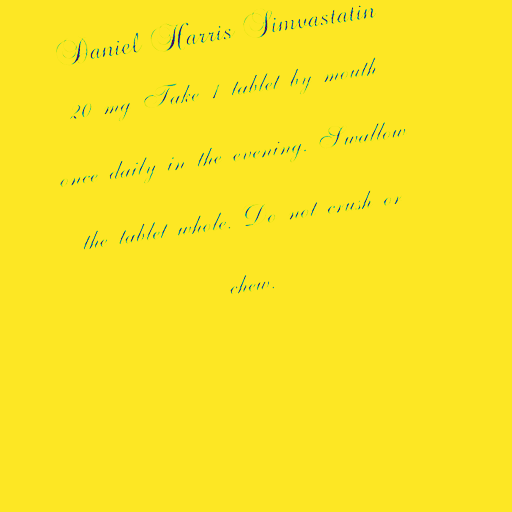 Daniel Harris Simvastatin
20 mg Take 1 tablet by mouth
once daily in the evening. Swallow
the tablet whole. Do not crush or
chew.